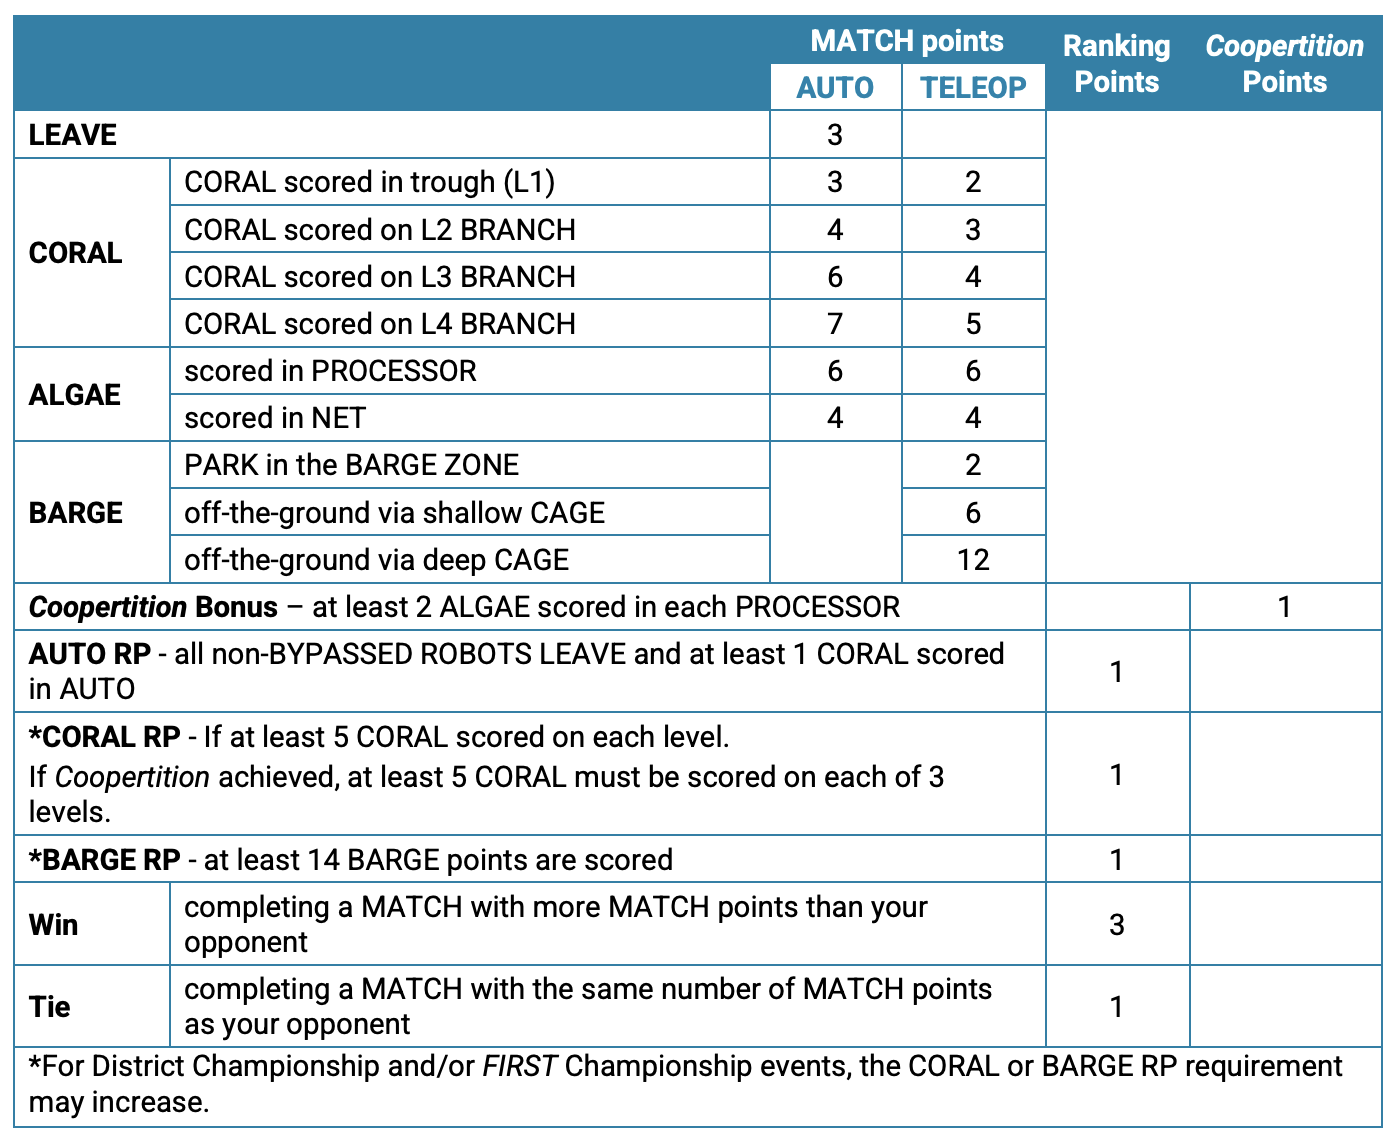 MATCH points
Ranking Points
Coopertition Points
AUTO
TELEOP
LEAVE
3
CORAL
CORAL scored in trough (L1)
3
2
CORAL scored on L2 BRANCH
4
3
CORAL scored on L3 BRANCH
6
4
CORAL scored on L4 BRANCH
7
5
ALGAE
scored in PROCESSOR
6
6
scored in NET
4
4
BARGE
PARK in the BARGE ZONE
2
off-the-ground via shallow CAGE
6
off-the-ground via deep CAGE
12
Coopertition Bonus – at least 2 ALGAE scored in each PROCESSOR
1
AUTO RP - all non-BYPASSED ROBOTS LEAVE and at least 1 CORAL scored
in AUTO
1
*CORAL RP - If at least 5 CORAL scored on each level.
If Coopertition achieved, at least 5 CORAL must be scored on each of 3
levels.
1
*BARGE RP - at least 14 BARGE points are scored
1
Win
completing a MATCH with more MATCH points than your
opponent
3
Tie
completing a MATCH with the same number of MATCH points
as your opponent
1
*For District Championship and/or FIRST Championship events, the CORAL or BARGE RP requirement
may increase.